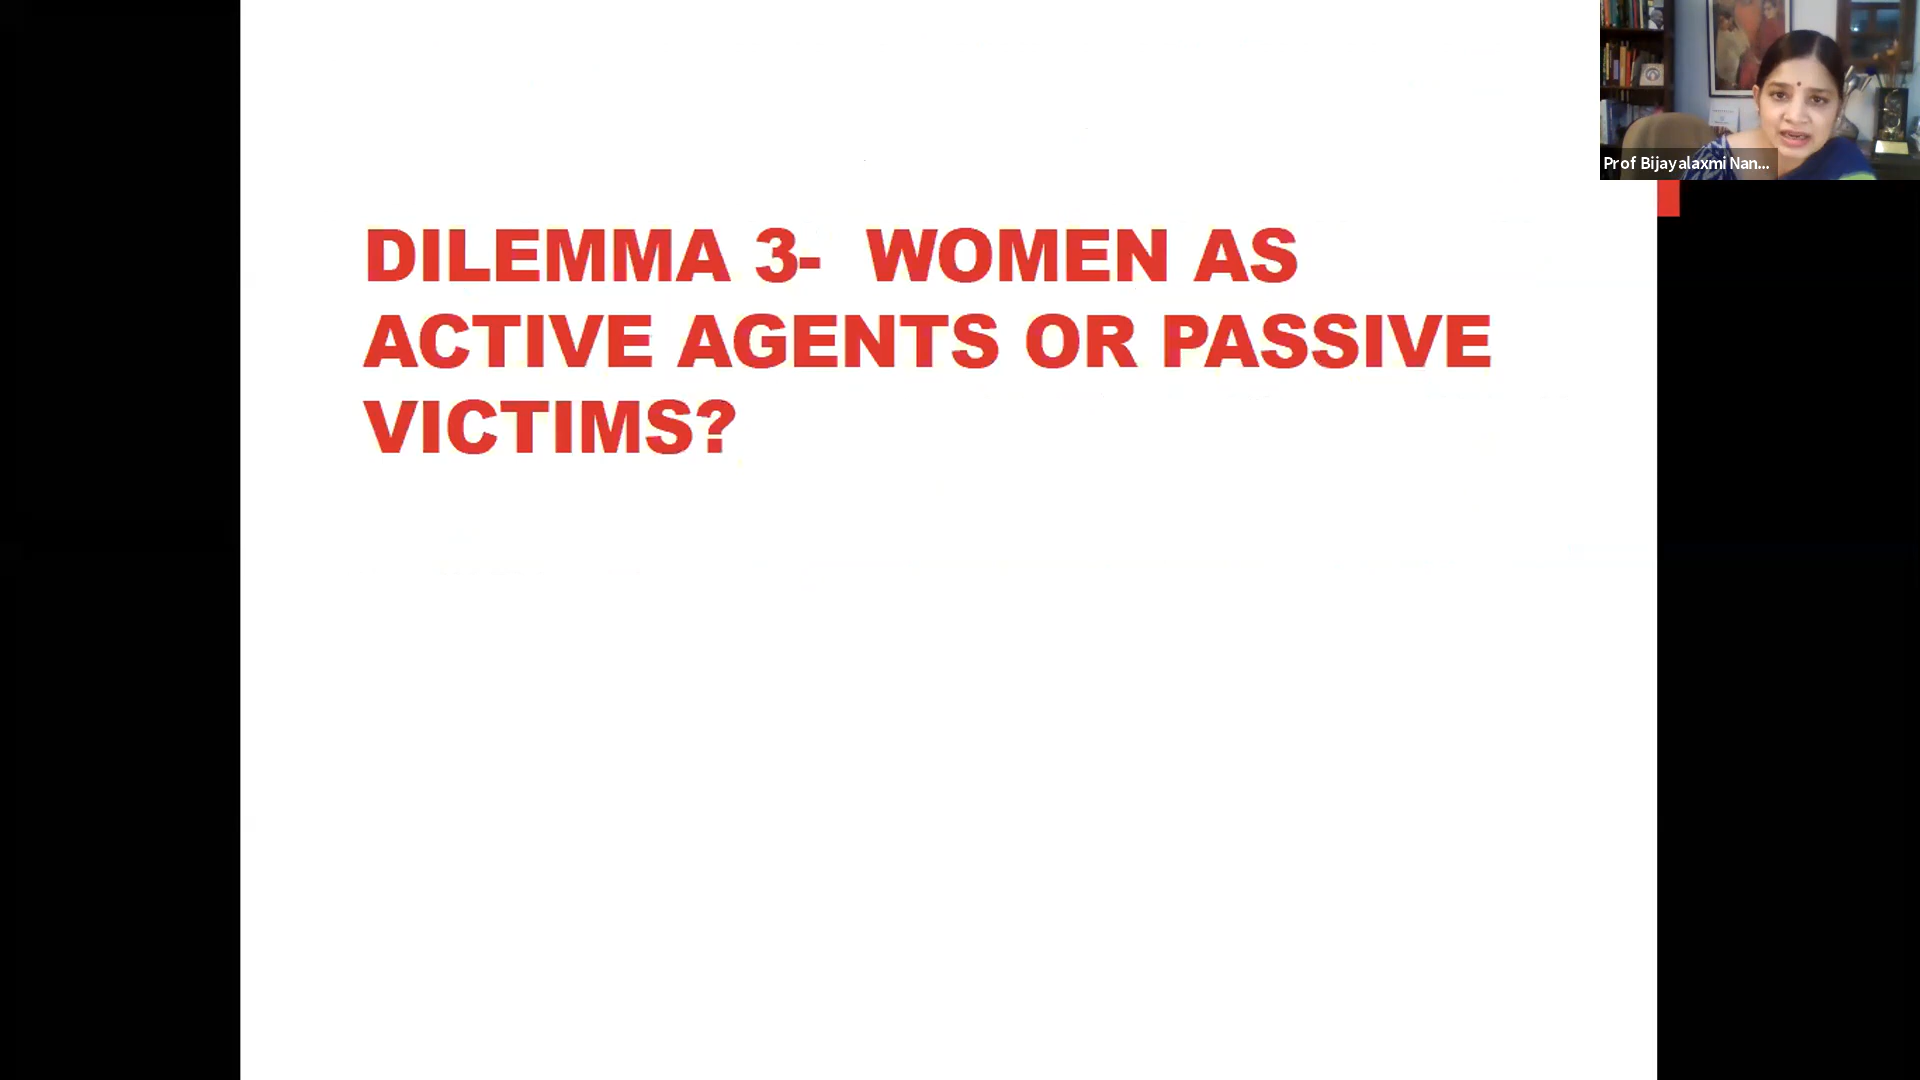 DILEMMA 3-  WOMEN AS
ACTIVE AGENTS OR PASSIVE
VICTIMS?
Prof Bijayalaxmi Nan...